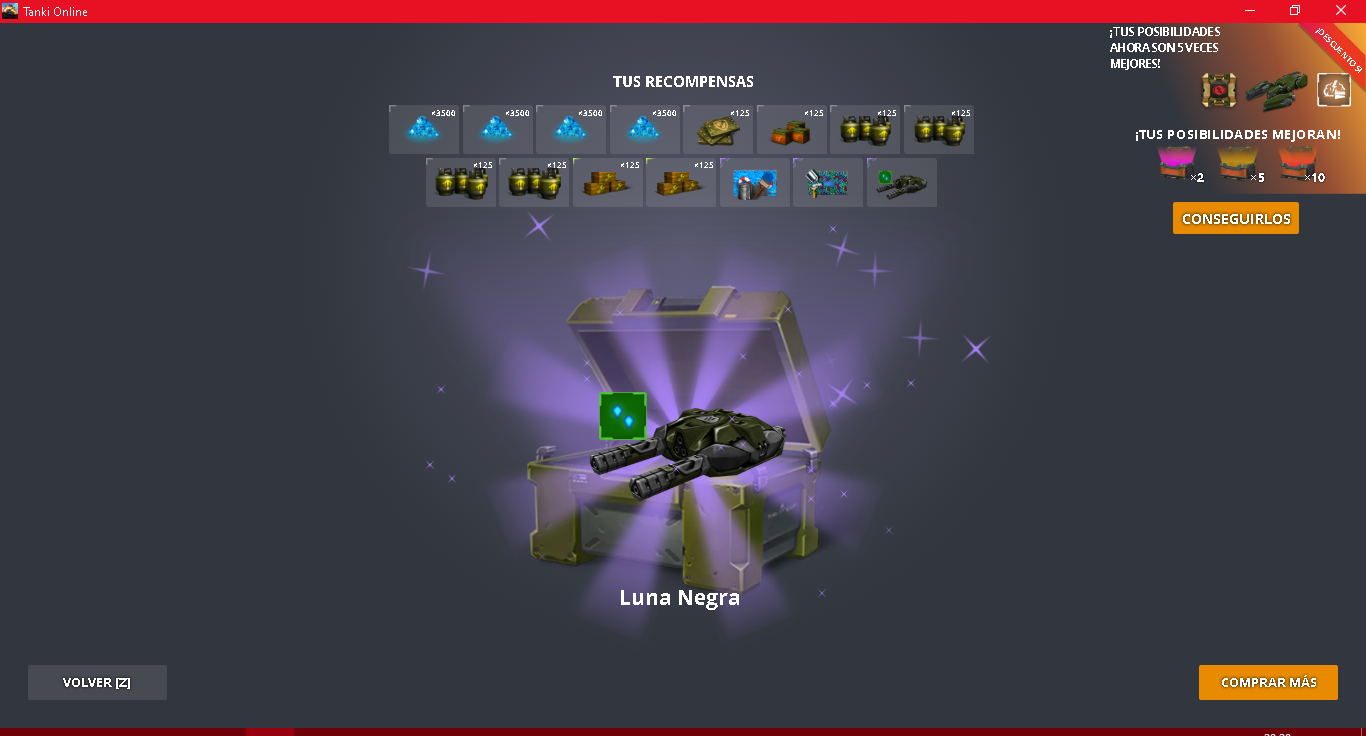 Tanki Online
¡TUS POSIBILIDADES
AHORA SON 5 VECES
MEJORES!
¡DESCUENTOS!
TUS RECOMPENSAS
×3500 ×3500 ×3500 ×3500 ×125 ×125 ×125 ×125
×125 ×125 ×125 ×125
¡TUS POSIBILIDADES MEJORAN!
×2 ×5 ×10
CONSEGUIRLOS
Luna Negra
VOLVER [Z]
COMPRAR MÁS